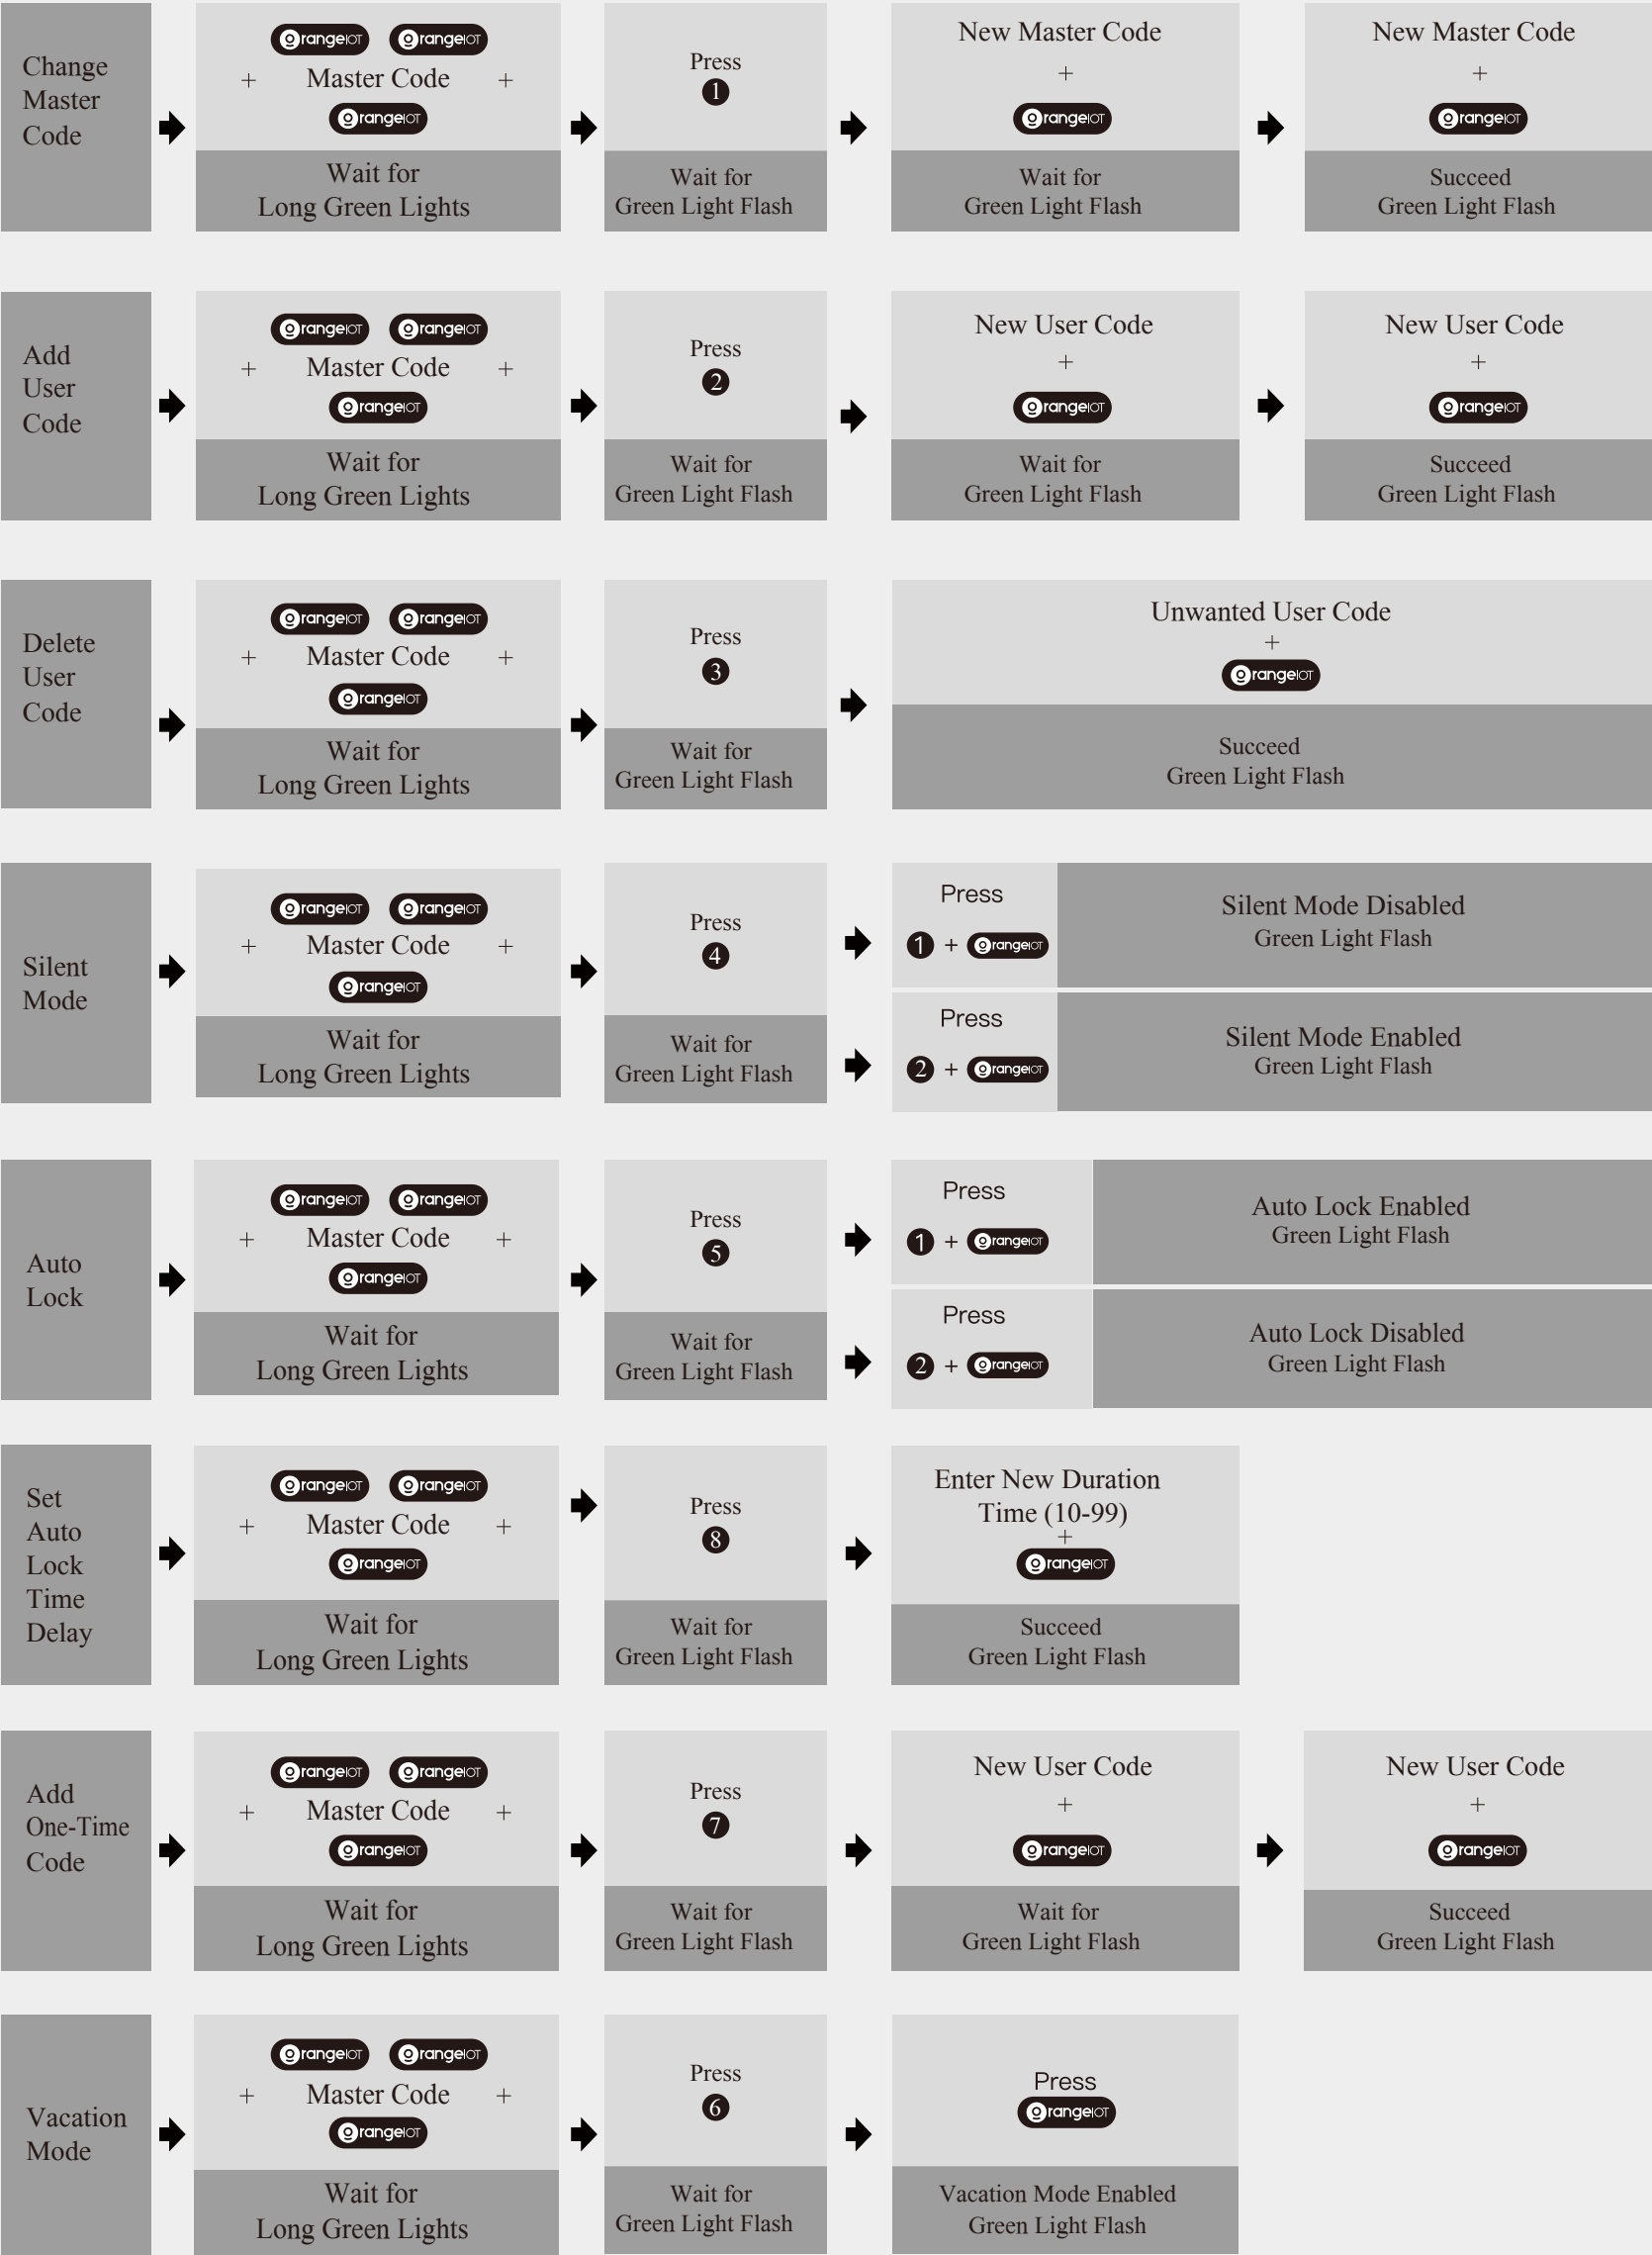 Change
Master
Code
orangeIOT orangeIOT
+ Master Code +
orangeIOT
Wait for
Long Green Lights
Press
1
Wait for
Green Light Flash
New Master Code
+
orangeIOT
Wait for
Green Light Flash
New Master Code
+
orangeIOT
Succeed
Green Light Flash
Add
User
Code
orangeIOT orangeIOT
+ Master Code +
orangeIOT
Wait for
Long Green Lights
Press
2
Wait for
Green Light Flash
New User Code
+
orangeIOT
Wait for
Green Light Flash
New User Code
+
orangeIOT
Succeed
Green Light Flash
Delete
User
Code
orangeIOT orangeIOT
+ Master Code +
orangeIOT
Wait for
Long Green Lights
Press
3
Wait for
Green Light Flash
Unwanted User Code
+
orangeIOT
Succeed
Green Light Flash
Silent
Mode
orangeIOT orangeIOT
+ Master Code +
orangeIOT
Wait for
Long Green Lights
Press
4
Wait for
Green Light Flash
Press
1 + orangeIOT
Silent Mode Disabled
Green Light Flash
Press
2 + orangeIOT
Silent Mode Enabled
Green Light Flash
Auto
Lock
orangeIOT orangeIOT
+ Master Code +
orangeIOT
Wait for
Long Green Lights
Press
5
Wait for
Green Light Flash
Press
1 + orangeIOT
Auto Lock Enabled
Green Light Flash
Press
2 + orangeIOT
Auto Lock Disabled
Green Light Flash
Set
Auto
Lock
Time
Delay
orangeIOT orangeIOT
+ Master Code +
orangeIOT
Wait for
Long Green Lights
Press
8
Wait for
Green Light Flash
Enter New Duration
Time (10-99)
+
orangeIOT
Succeed
Green Light Flash
Add
One-Time
Code
orangeIOT orangeIOT
+ Master Code +
orangeIOT
Wait for
Long Green Lights
Press
7
Wait for
Green Light Flash
New User Code
+
orangeIOT
Wait for
Green Light Flash
New User Code
+
orangeIOT
Succeed
Green Light Flash
Vacation
Mode
orangeIOT orangeIOT
+ Master Code +
orangeIOT
Wait for
Long Green Lights
Press
6
Wait for
Green Light Flash
Press
orangeIOT
Vacation Mode Enabled
Green Light Flash